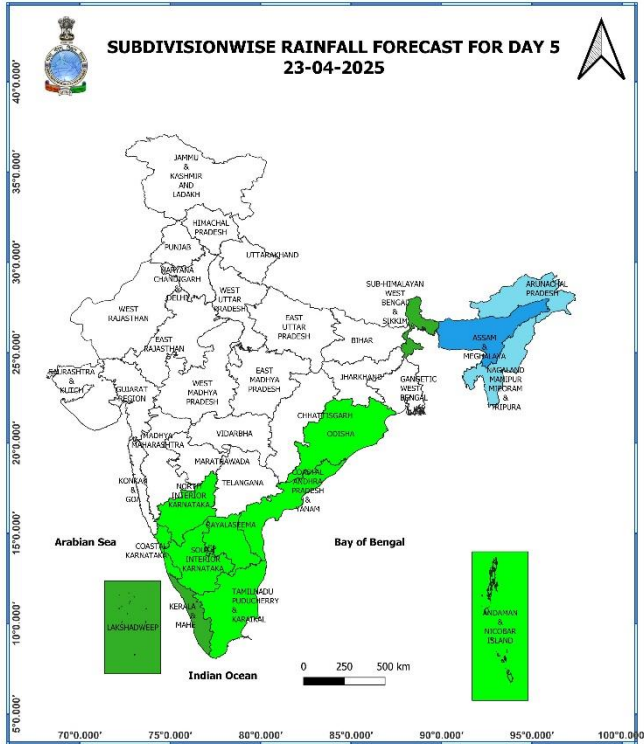 SUBDIVISIONWISE RAINFALL FORECAST FOR DAY 5
23-04-2025
40°0.000'
35°0.000'
30°0.000'
25°0.000'
20°0.000'
15°0.000'
10°0.000'
5°0.000'
JAMMU
&
KASHMIR
AND
LADAKH
HIMACHAL
PRADESH
PUNJAB
UTTARAKHAND
HARYANA
CHANDIGARH
&
DELHI
WEST
UTTAR
PRADESH
WEST
RAJASTHAN
EAST
RAJASTHAN
EAST
UTTAR
PRADESH
BIHAR
SUB-HIMALAYAN
WEST
BENGAL
&
SIKKIM
ARUNACHAL
PRADESH
ASSAM
&
MEGHALAYA
NAGALAND
MANIPUR
MIZORAM
&
TRIPURA
SAURASHTRA
&
KUTCH
GUJARAT
REGION
WEST
MADHYA
PRADESH
EAST
MADHYA
PRADESH
JHARKHAND
GANGETIC
WEST
BENGAL
CHHATTISGARH
ODISHA
MADHYA
MAHARASHTRA
VIDARBHA
MARATHWADA
TELANGANA
KONKAN
&
GOA
NORTH
INTERIOR
KARNATAKA
COASTAL
ANDHRA
PRADESH
&
YANAM
RAYALASEEMA
Arabian Sea
COASTAL
KARNATAKA
SOUTH
INTERIOR
KARNATAKA
Bay of Bengal
TAMILNADU
PUDUCHERRY
&
KARAIKAL
KERALA
&
MAHE
LAKSHADWEEP
ANDAMAN
&
NICOBAR
ISLAND
Indian Ocean
0 250 500 km
70°0.000' 75°0.000' 80°0.000' 85°0.000' 90°0.000' 95°0.000' 100°0.000'